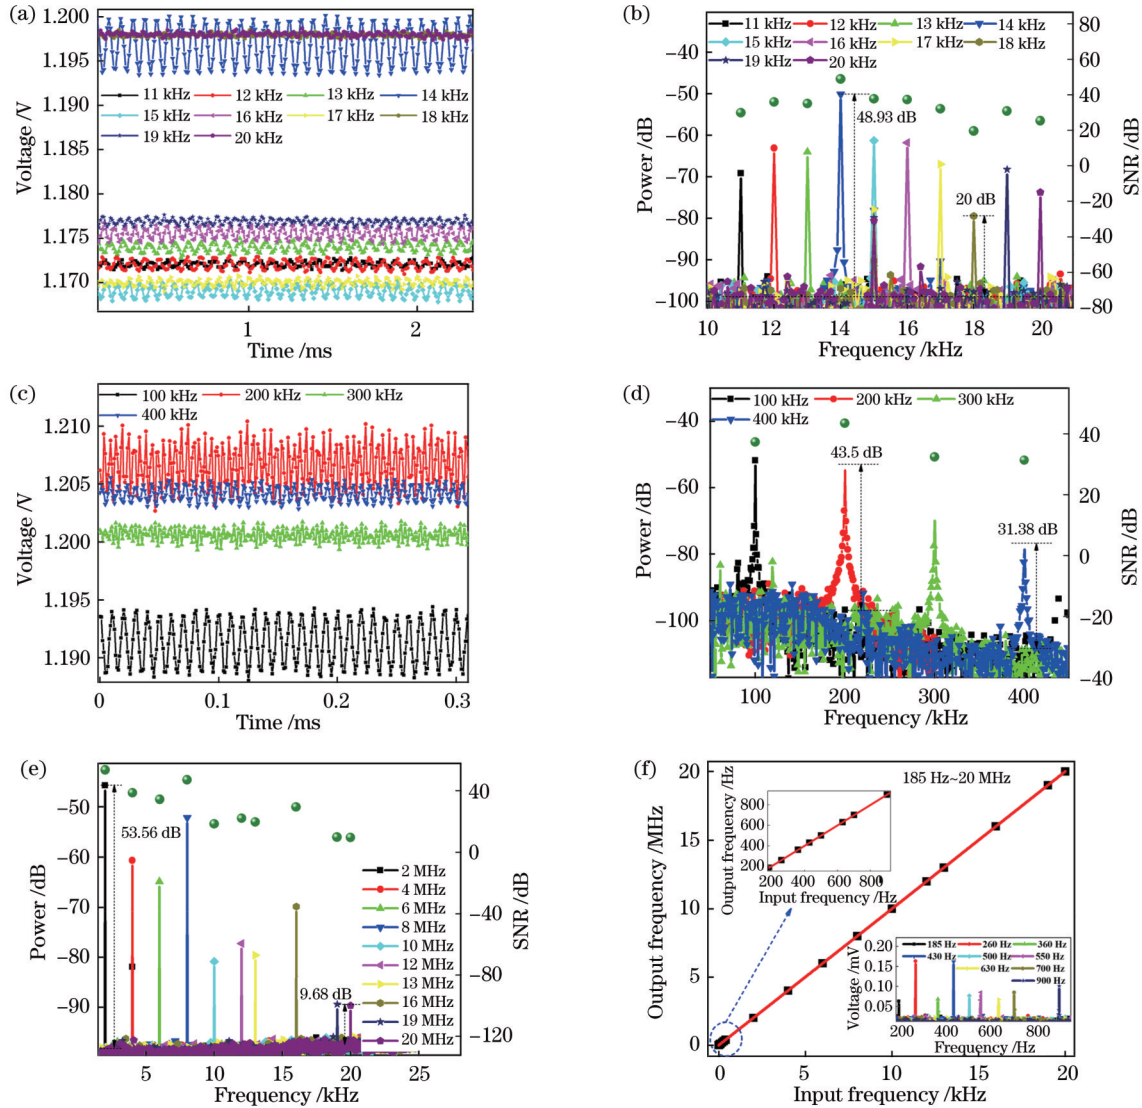 (a)
1.195
1.190
1.185
1.180
1.175
1.170
Voltage /V
11 kHz 12 kHz 13 kHz 14 kHz
15 kHz 16 kHz 17 kHz 18 kHz
19 kHz 20 kHz
1 2
Time /ms
(b)
11 kHz 12 kHz 13 kHz 14 kHz
15 kHz 16 kHz 17 kHz 18 kHz
19 kHz 20 kHz
−40
−50
−60
−70
−80
−90
−100
Power /dB
48.93 dB
20 dB
80
60
40
20
0
−20
−40
−60
−80
SNR /dB
10 12 14 16 18 20
Frequency /kHz
(c)
100 kHz 200 kHz 300 kHz
400 kHz
1.210
1.205
1.200
1.195
1.190
Voltage /V
0 0.1 0.2 0.3
Time /ms
(d)
100 kHz 200 kHz 300 kHz
400 kHz
−40
−60
−80
−100
Power /dB
43.5 dB
31.38 dB
40
20
0
−20
−40
SNR /dB
100 200 300 400
Frequency /kHz
(e)
−50
−60
−70
−80
−90
Power /dB
53.56 dB
9.68 dB
2 MHz
4 MHz
6 MHz
8 MHz
10 MHz
12 MHz
13 MHz
16 MHz
19 MHz
20 MHz
40
0
−40
−80
−120
SNR /dB
5 10 15 20 25
Frequency /kHz
(f)
185 Hz~20 MHz
20
15
10
5
0
Output frequency /MHz
800
600
400
200
Output frequency /Hz
200 400 600 800
Input frequency /Hz
185 Hz 260 Hz 360 Hz
430 Hz 500 Hz 550 Hz
630 Hz 700 Hz
900 Hz
0.20
0.15
0.10
0.05
Voltage /mV
200 400 600 800
Frequency /Hz
0 5 10 15 20
Input frequency /kHz